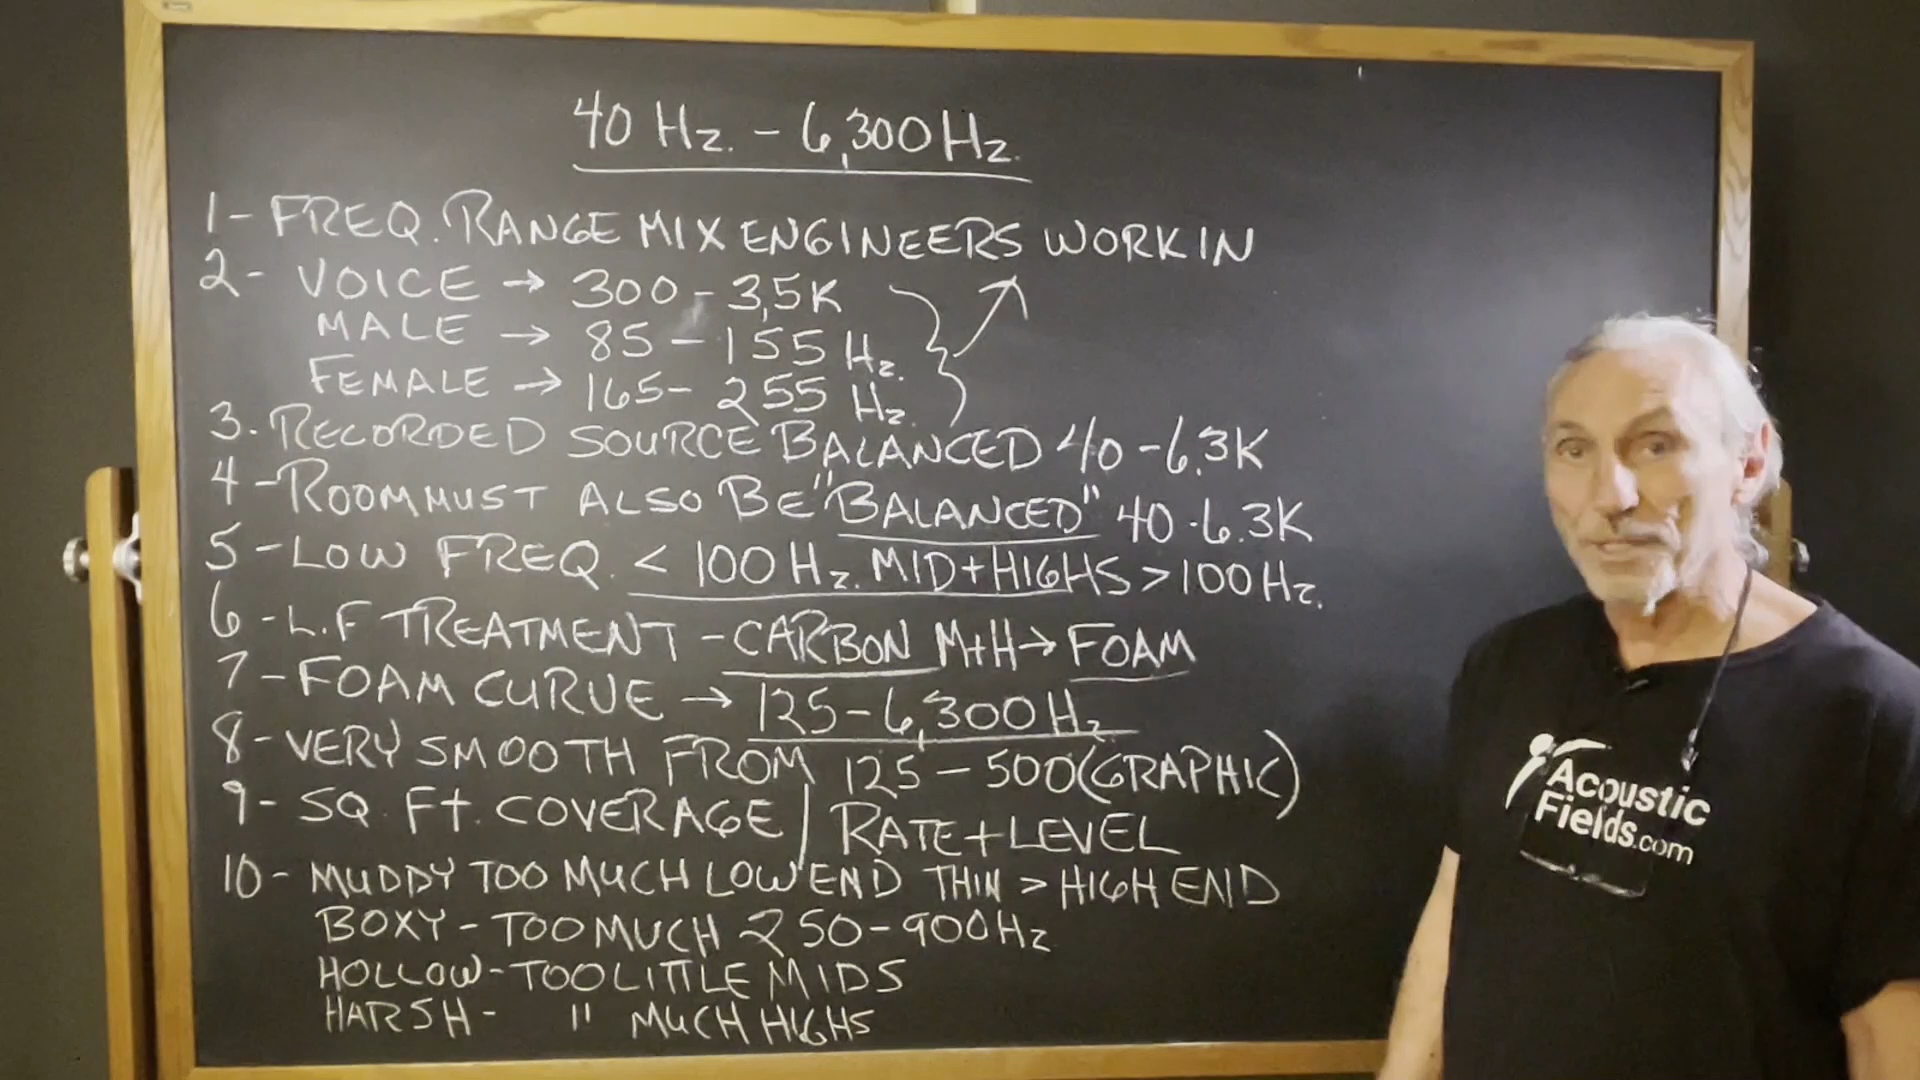 40 Hz. - 6,300 Hz.
1- FREQ. RANGE MIX ENGINEERS WORK IN
2- VOICE → 300 - 3,5K
MALE → 85 - 155 Hz.
FEMALE → 165 - 255 Hz.
3. RECORDED SOURCE BALANCED 40 - 6.3K
4 - ROOM MUST ALSO BE "BALANCED" 40 - 6.3K
5 - LOW FREQ. < 100 Hz. MID + HIGHS > 100 Hz.
6 - L.F TREATMENT - CARBON M+H → FOAM
7 - FOAM CURVE → 125 - 6,300 Hz
8 - VERY SMOOTH FROM 125 - 500 (GRAPHIC)
9 - SQ. Ft. COVERAGE / RATE + LEVEL
10 - MUDDY TOO MUCH LOW END THIN > HIGH END
BOXY - TOO MUCH 250 - 900 Hz
HOLLOW - TOO LITTLE MIDS
HARSH - " MUCH HIGHS
Acoustic
Fields.com